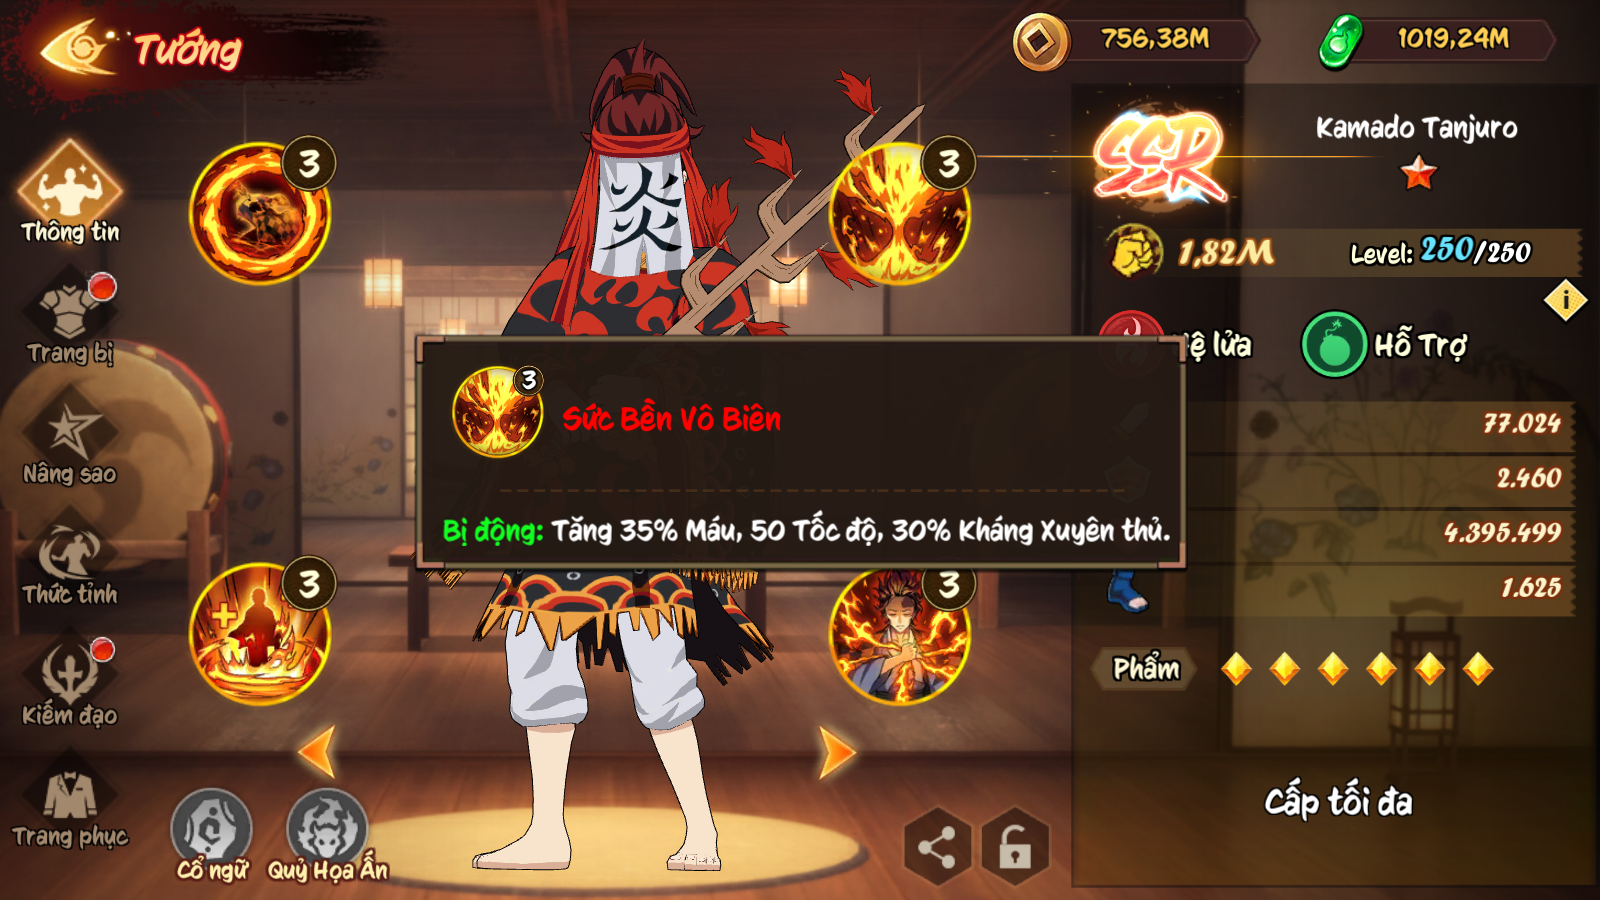 Tướng
756,38M
1019,24M
SSR
Kamado Tanjuro
3
3
炎
Thông tin
1,82M
Level: 250/250
i
Trang bị
ệ lửa
Hỗ Trợ
3
Sức Bền Vô Biên
77.024
Nâng sao
2.460
Bị động: Tăng 35% Máu, 50 Tốc độ, 30% Kháng Xuyên thủ.
4.395.499
Thức tỉnh
3
3
1.625
Phẩm
Kiếm đạo
Cấp tối đa
Trang phục
Cổ ngữ
Quỷ Họa Ấn